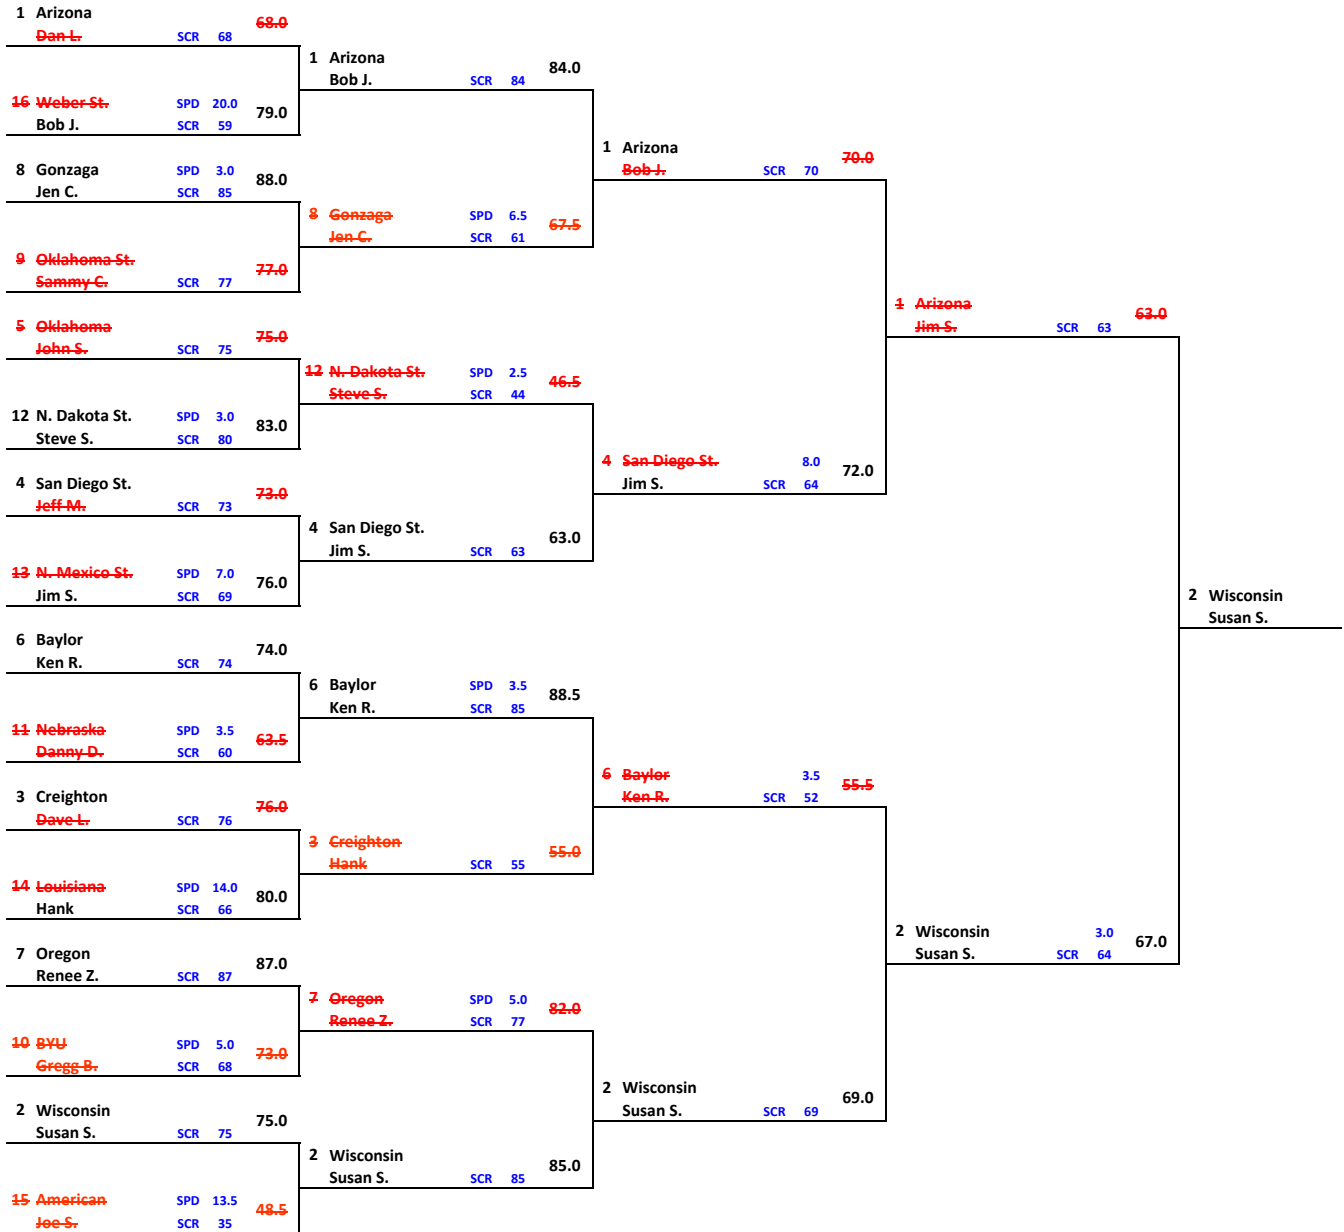 1 Arizona 68.0
Dan L. SCR 68
16 Weber St. SPD 20.0 79.0
Bob J. SCR 59
8 Gonzaga SPD 3.0 88.0
Jen C. SCR 85
9 Oklahoma St. 77.0
Sammy C. SCR 77
5 Oklahoma 75.0
John S. SCR 75
12 N. Dakota St. SPD 3.0 83.0
Steve S. SCR 80
4 San Diego St. 73.0
Jeff M. SCR 73
13 N. Mexico St. SPD 7.0 76.0
Jim S. SCR 69
6 Baylor 74.0
Ken R. SCR 74
11 Nebraska SPD 3.5 63.5
Danny D. SCR 60
3 Creighton 76.0
Dave L. SCR 76
14 Louisiana SPD 14.0 80.0
Hank SCR 66
7 Oregon 87.0
Renee Z. SCR 87
10 BYU SPD 5.0 73.0
Gregg B. SCR 68
2 Wisconsin 75.0
Susan S. SCR 75
15 American SPD 13.5 48.5
Joe S. SCR 35
1 Arizona 84.0
Bob J. SCR 84
8 Gonzaga SPD 6.5 67.5
Jen C. SCR 61
12 N. Dakota St. SPD 2.5 46.5
Steve S. SCR 44
4 San Diego St. 63.0
Jim S. SCR 63
6 Baylor SPD 3.5 88.5
Ken R. SCR 85
3 Creighton 55.0
Hank SCR 55
7 Oregon SPD 5.0 82.0
Renee Z. SCR 77
2 Wisconsin 85.0
Susan S. SCR 85
1 Arizona 70.0
Bob J. SCR 70
4 San Diego St. 8.0 72.0
Jim S. SCR 64
6 Baylor 3.5 55.5
Ken R. SCR 52
2 Wisconsin 69.0
Susan S. SCR 69
1 Arizona 63.0
Jim S. SCR 63
2 Wisconsin 3.0 67.0
Susan S. SCR 64
2 Wisconsin
Susan S.